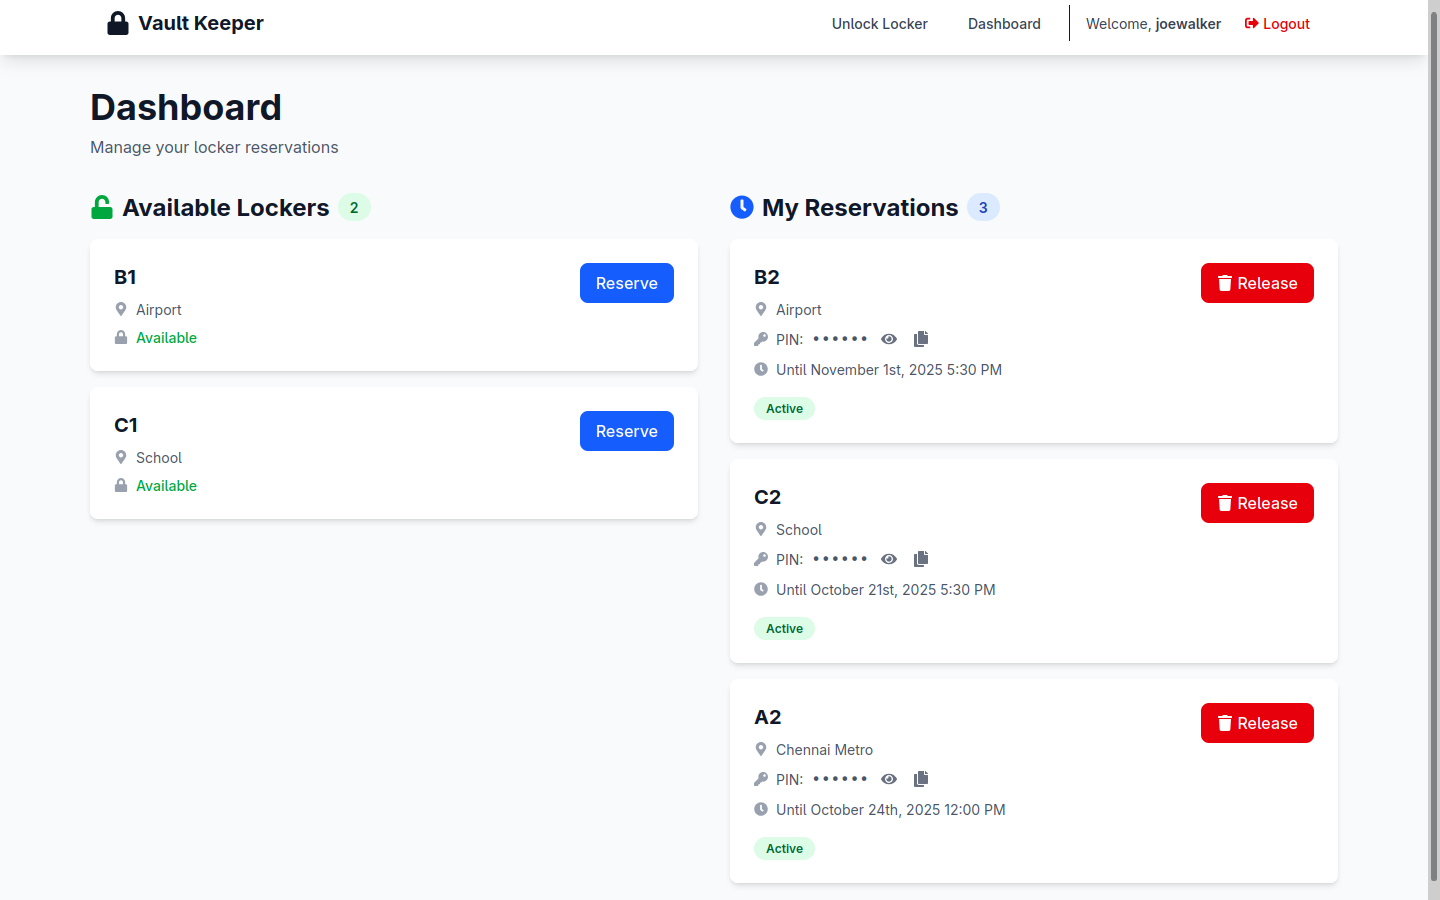 Vault Keeper
Unlock Locker
Dashboard
Welcome, joewalker
Logout
Dashboard
Manage your locker reservations
Available Lockers 2
B1
Reserve
Airport
Available
C1
Reserve
School
Available
My Reservations 3
B2
Release
Airport
PIN: ••••••
Until November 1st, 2025 5:30 PM
Active
C2
Release
School
PIN: ••••••
Until October 21st, 2025 5:30 PM
Active
A2
Release
Chennai Metro
PIN: ••••••
Until October 24th, 2025 12:00 PM
Active